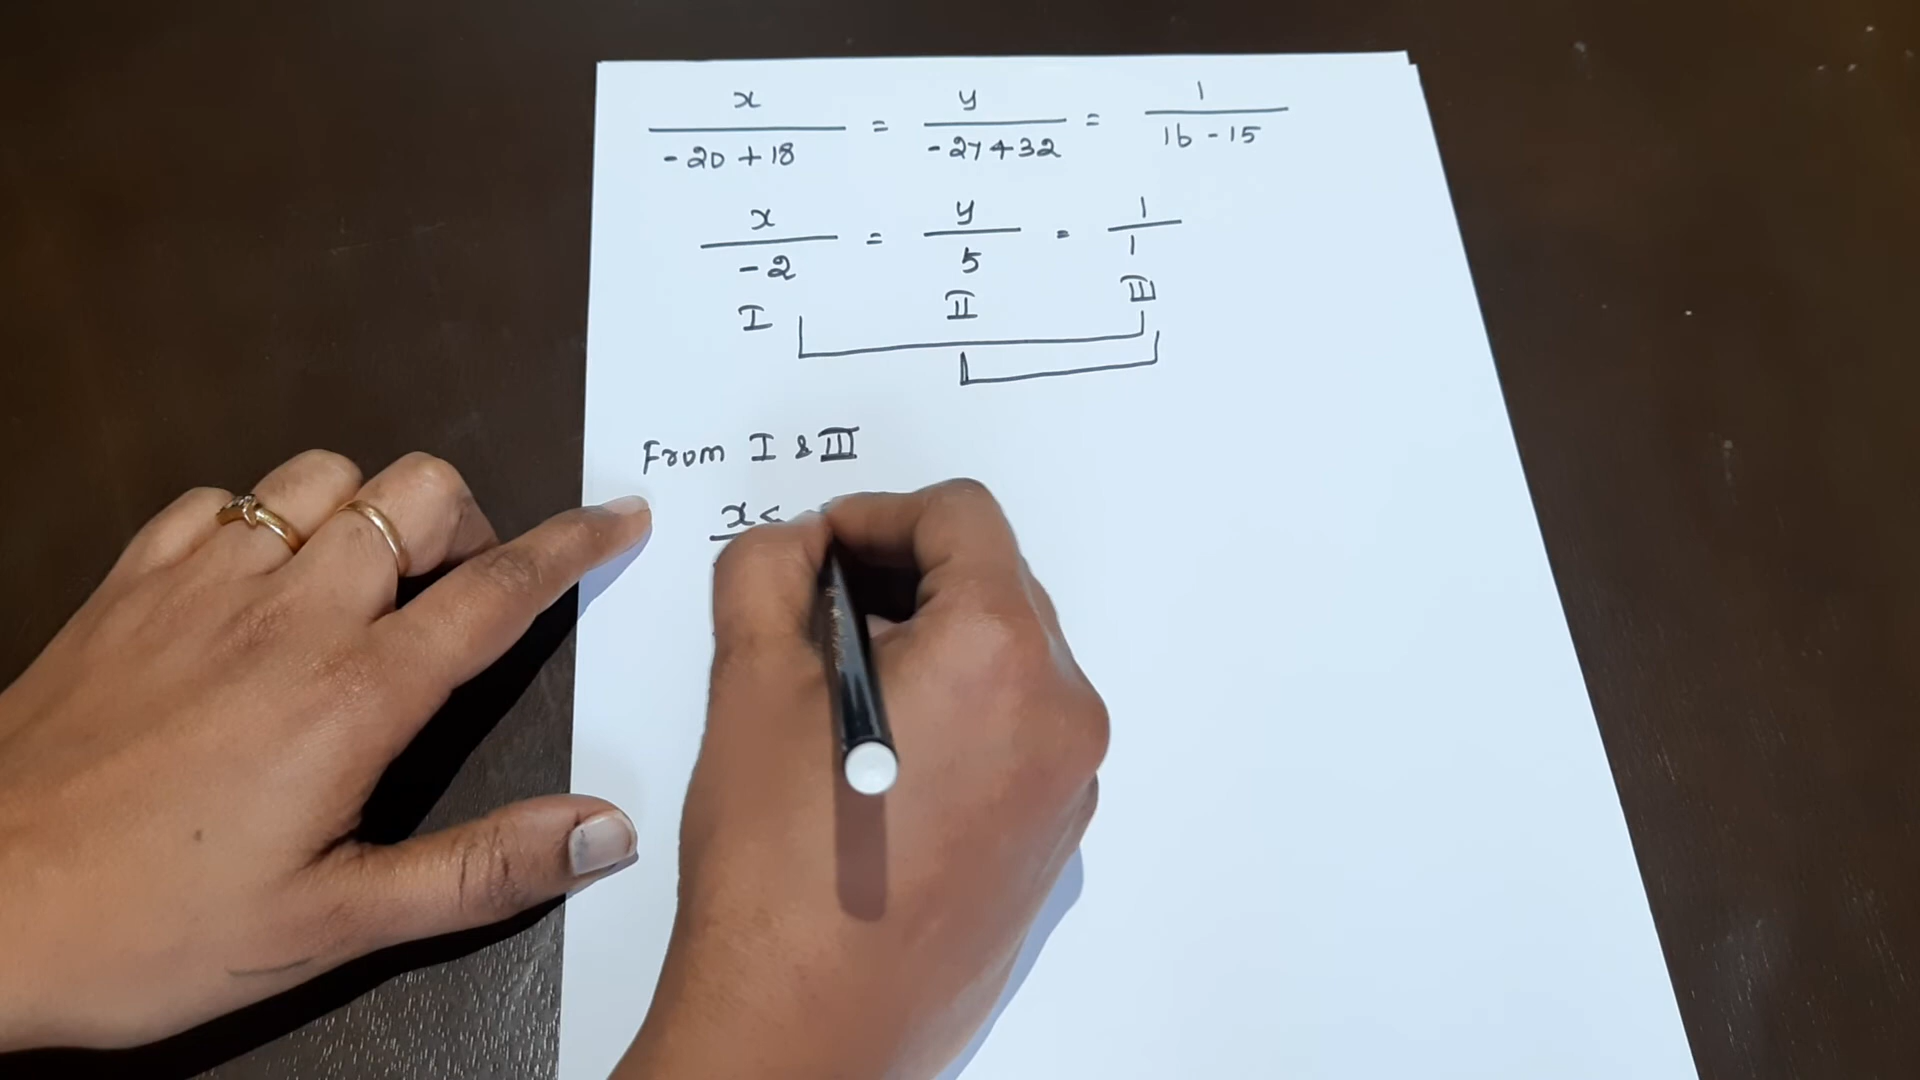 x/(-20+18) = y/(-27+32) = 1/(16-15)
x/-2 = y/5 = 1/1
I II III
From I & III
x